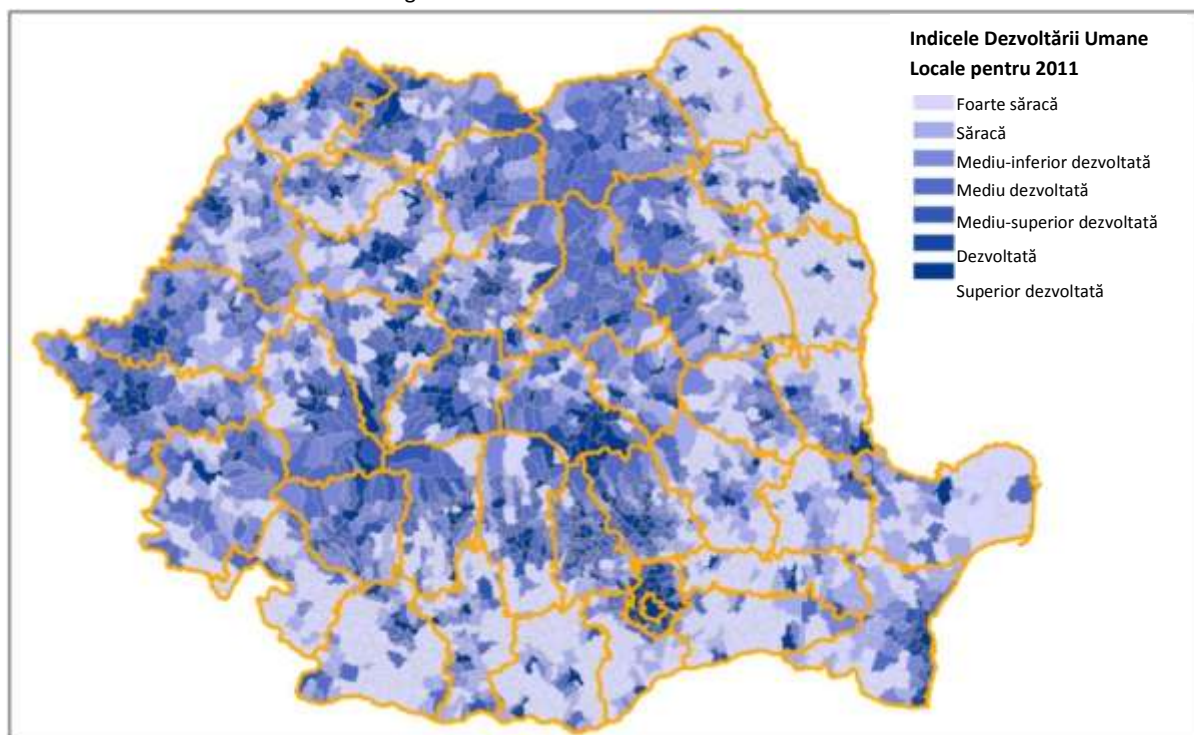 Indicele Dezvoltării Umane
Locale pentru 2011
Foarte săracă
Săracă
Mediu-inferior dezvoltată
Mediu dezvoltată
Mediu-superior dezvoltată
Dezvoltată
Superior dezvoltată